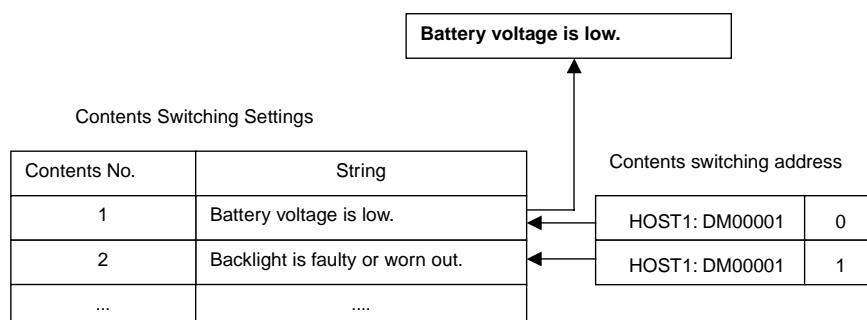 Battery voltage is low.
Contents Switching Settings
Contents switching address
Contents No. String
1 Battery voltage is low.
HOST1: DM00001 0
2 Backlight is faulty or worn out.
HOST1: DM00001 1
... ....